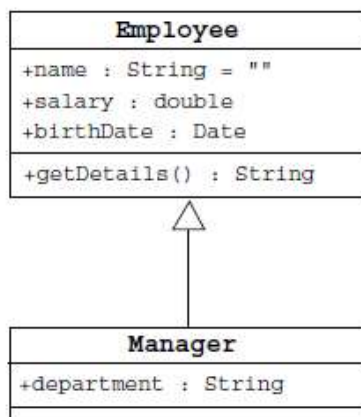 Employee
+name : String = ""
+salary : double
+birthDate : Date
+getDetails() : String
Manager
+department : String